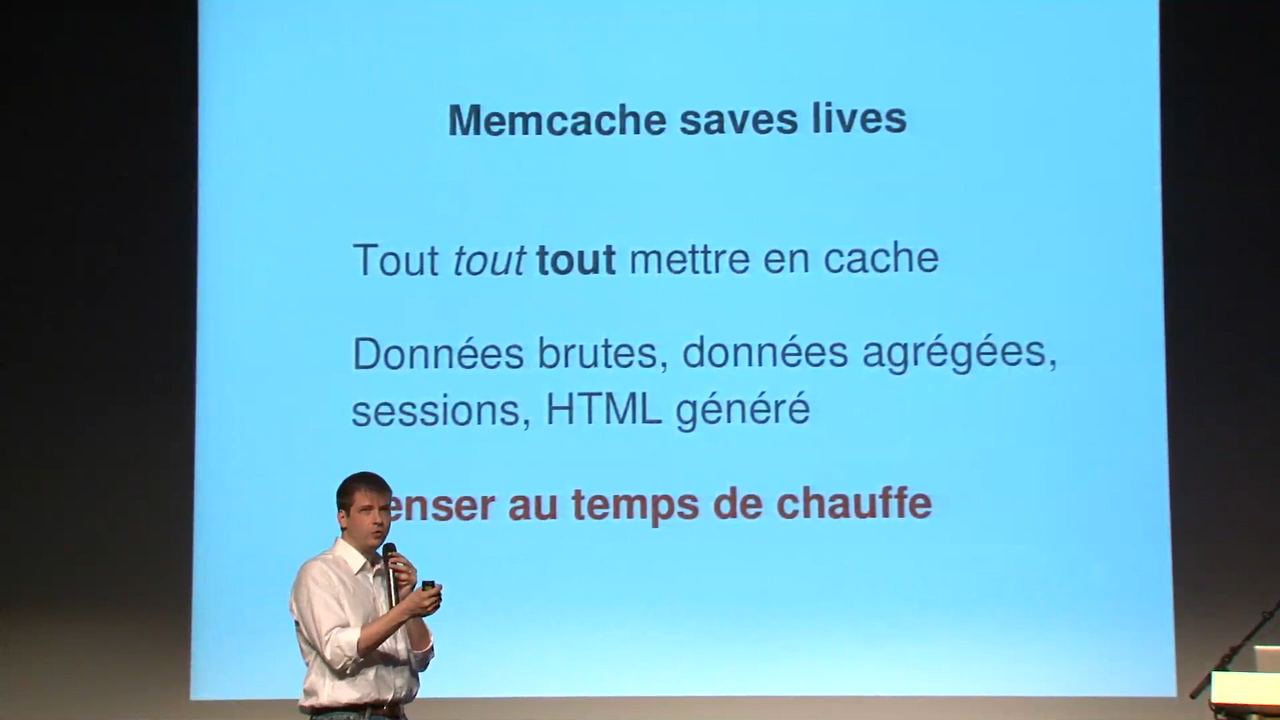 Memcache saves lives
Tout tout tout mettre en cache
Données brutes, données agrégées,
sessions, HTML généré
enser au temps de chauffe